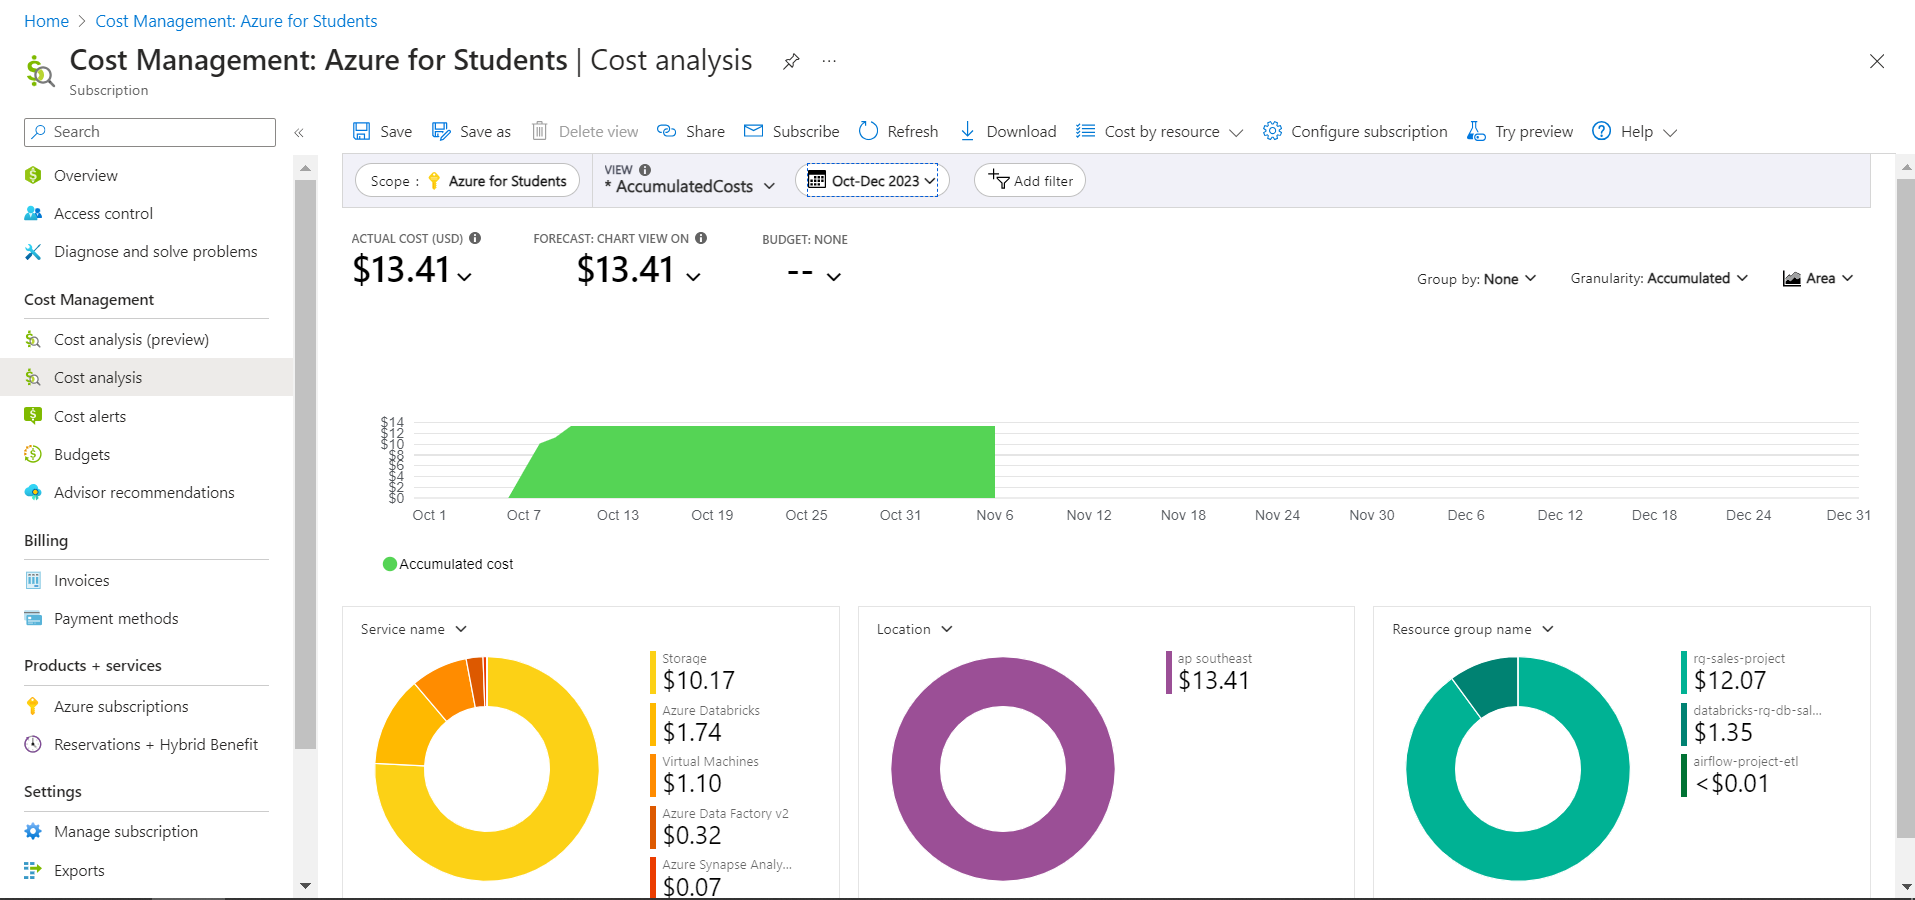 Home > Cost Management: Azure for Students
Cost Management: Azure for Students | Cost analysis ...
Subscription
Search «
Overview
Access control
Diagnose and solve problems
Cost Management
Cost analysis (preview)
Cost analysis
Cost alerts
Budgets
Advisor recommendations
Billing
Invoices
Payment methods
Products + services
Azure subscriptions
Reservations + Hybrid Benefit
Settings
Manage subscription
Exports
Save Save as Delete view Share Subscribe Refresh Download Cost by resource Configure subscription Try preview Help
Scope : Azure for Students
VIEW
* AccumulatedCosts
Oct-Dec 2023
Add filter
ACTUAL COST (USD)
$13.41
FORECAST: CHART VIEW ON
$13.41
BUDGET: NONE
--
Group by: None Granularity: Accumulated Area
$14
$12
$10
$8
$6
$4
$2
$0
Oct 1 Oct 7 Oct 13 Oct 19 Oct 25 Oct 31 Nov 6 Nov 12 Nov 18 Nov 24 Nov 30 Dec 6 Dec 12 Dec 18 Dec 24 Dec 31
Accumulated cost
Service name
Storage
$10.17
Azure Databricks
$1.74
Virtual Machines
$1.10
Azure Data Factory v2
$0.32
Azure Synapse Analy...
$0.07
Location
ap southeast
$13.41
Resource group name
rg-sales-project
$12.07
databricks-rg-db-sal...
$1.35
airflow-project-etl
<$0.01